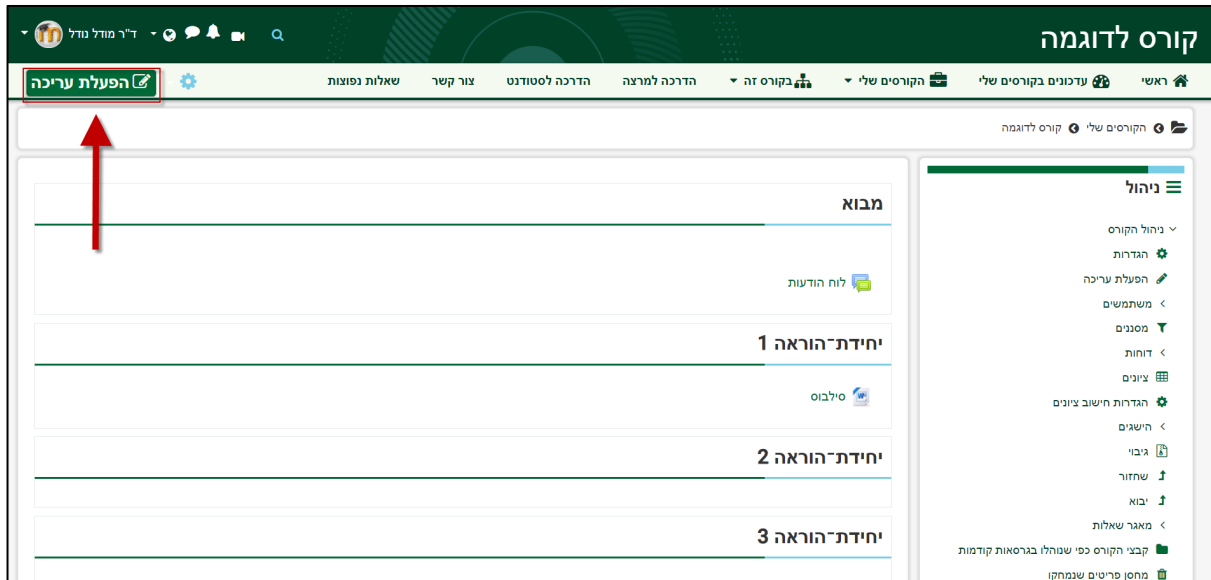 קורס לדוגמה
ד"ר מודל נודל
ראשי
עדכונים בקורסים שלי
הקורסים שלי
בקורס זה
הדרכה למרצה
הדרכה לסטודנט
צור קשר
שאלות נפוצות
הפעלת עריכה
הקורסים שלי
קורס לדוגמה
ניהול
ניהול הקורס
הגדרות
הפעלת עריכה
משתמשים
מסננים
דוחות
ציונים
הגדרות חישוב ציונים
הישגים
גיבוי
שחזור
יבוא
מאגר שאלות
קבצי הקורס כפי שנוהלו בגרסאות קודמות
מחסן פריטים שנמחקו
מבוא
לוח הודעות
יחידת־הוראה 1
סילבוס
יחידת־הוראה 2
יחידת־הוראה 3